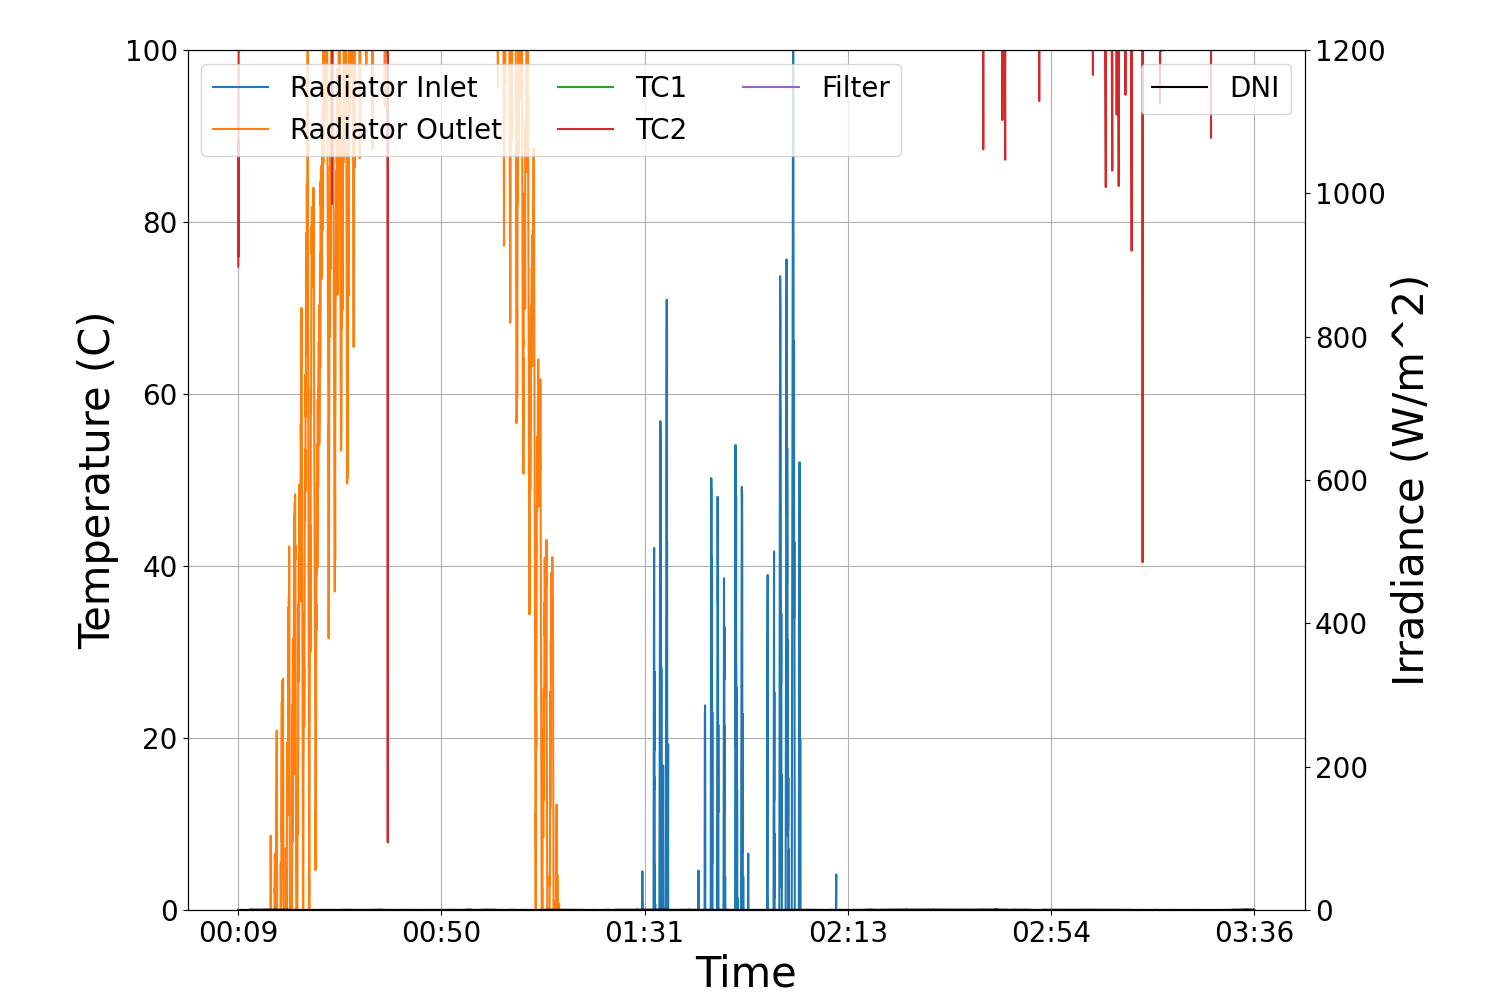 100
80
60
40
20
0
1200
1000
800
600
400
200
0
Temperature (C)
Irradiance (W/m^2)
Radiator Inlet
Radiator Outlet
TC1
TC2
Filter
DNI
00:09
00:50
01:31
02:13
02:54
03:36
Time